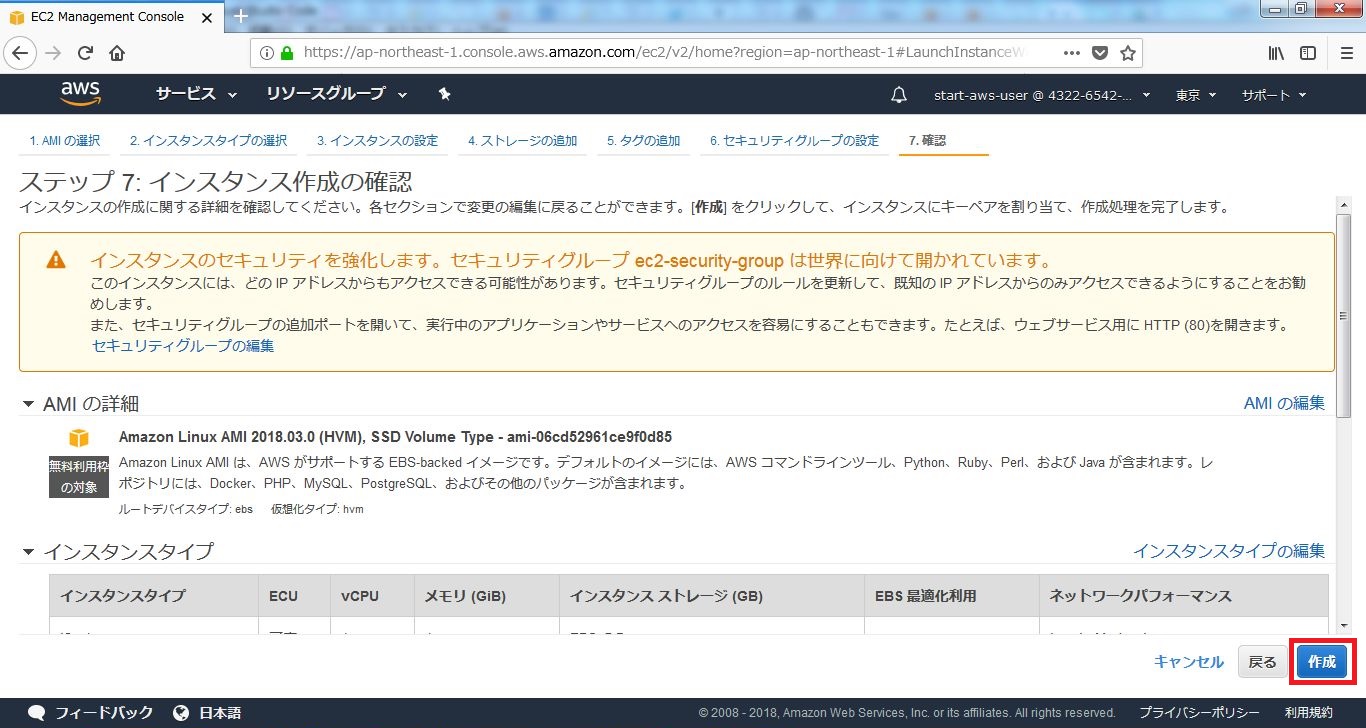 EC2 Management Console
https://ap-northeast-1.console.aws.amazon.com/ec2/v2/home?region=ap-northeast-1#LaunchInstanceW
aws サービス リソースグループ start-aws-user @ 4322-6542-... 東京 サポート
1. AMI の選択 2. インスタンスタイプの選択 3. インスタンスの設定 4. ストレージの追加 5. タグの追加 6. セキュリティグループの設定 7. 確認
ステップ 7: インスタンス作成の確認
インスタンスの作成に関する詳細を確認してください。各セクションで変更の編集に戻ることができます。[作成] をクリックして、インスタンスにキーペアを割り当て、作成処理を完了します。
インスタンスのセキュリティを強化します。セキュリティグループ ec2-security-group は世界に向けて開かれています。
このインスタンスには、どの IP アドレスからもアクセスできる可能性があります。セキュリティグループのルールを更新して、既知の IP アドレスからのみアクセスできるようにすることをお勧
めします。
また、セキュリティグループの追加ポートを開いて、実行中のアプリケーションやサービスへのアクセスを容易にすることもできます。たとえば、ウェブサービス用に HTTP (80)を開きます。
セキュリティグループの編集
AMI の詳細 AMI の編集
Amazon Linux AMI 2018.03.0 (HVM), SSD Volume Type - ami-06cd52961ce9f0d85
無料利用枠
の対象
Amazon Linux AMI は、AWS がサポートする EBS-backed イメージです。デフォルトのイメージには、AWS コマンドラインツール、Python、Ruby、Perl、および Java が含まれます。レ
ポジトリには、Docker、PHP、MySQL、PostgreSQL、およびその他のパッケージが含まれます。
ルートデバイスタイプ: ebs 仮想化タイプ: hvm
インスタンスタイプ インスタンスタイプの編集
インスタンスタイプ ECU vCPU メモリ (GiB) インスタンス ストレージ (GB) EBS 最適化利用 ネットワークパフォーマンス
キャンセル 戻る 作成
フィードバック 日本語 © 2008 - 2018, Amazon Web Services, Inc. or its affiliates. All rights reserved. プライバシーポリシー 利用規約